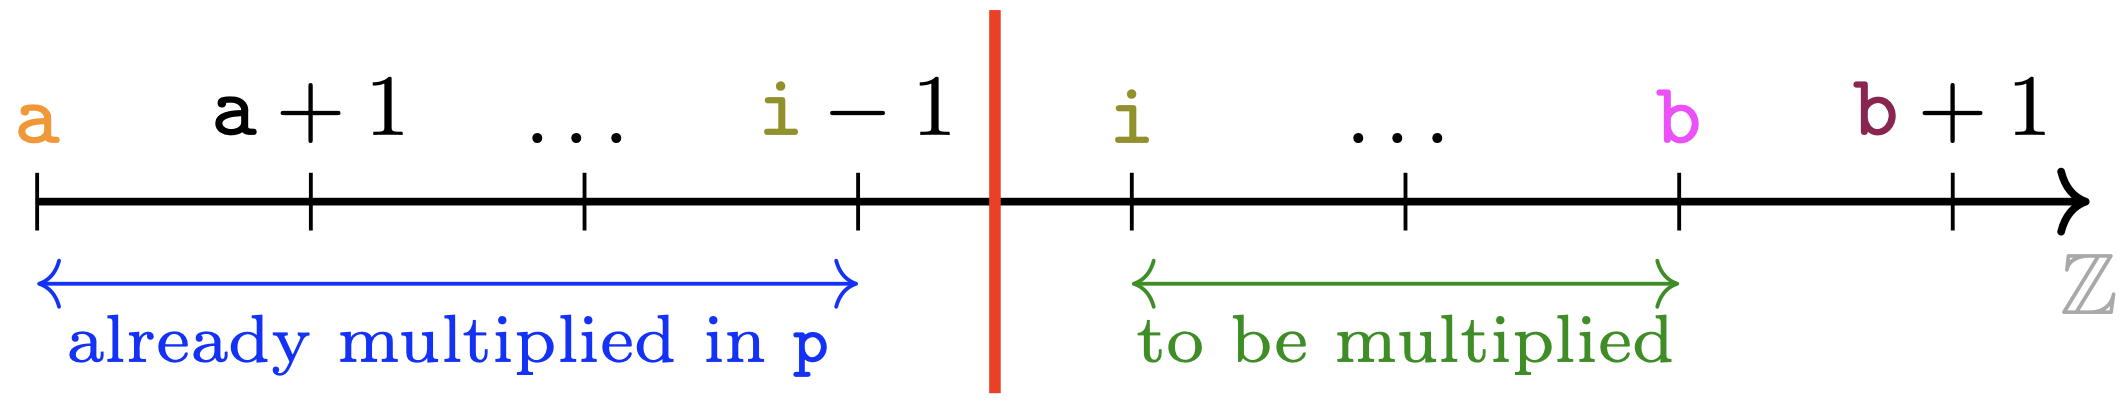 a a + 1 ... i − 1 i ... b b + 1
ℤ
already multiplied in p to be multiplied